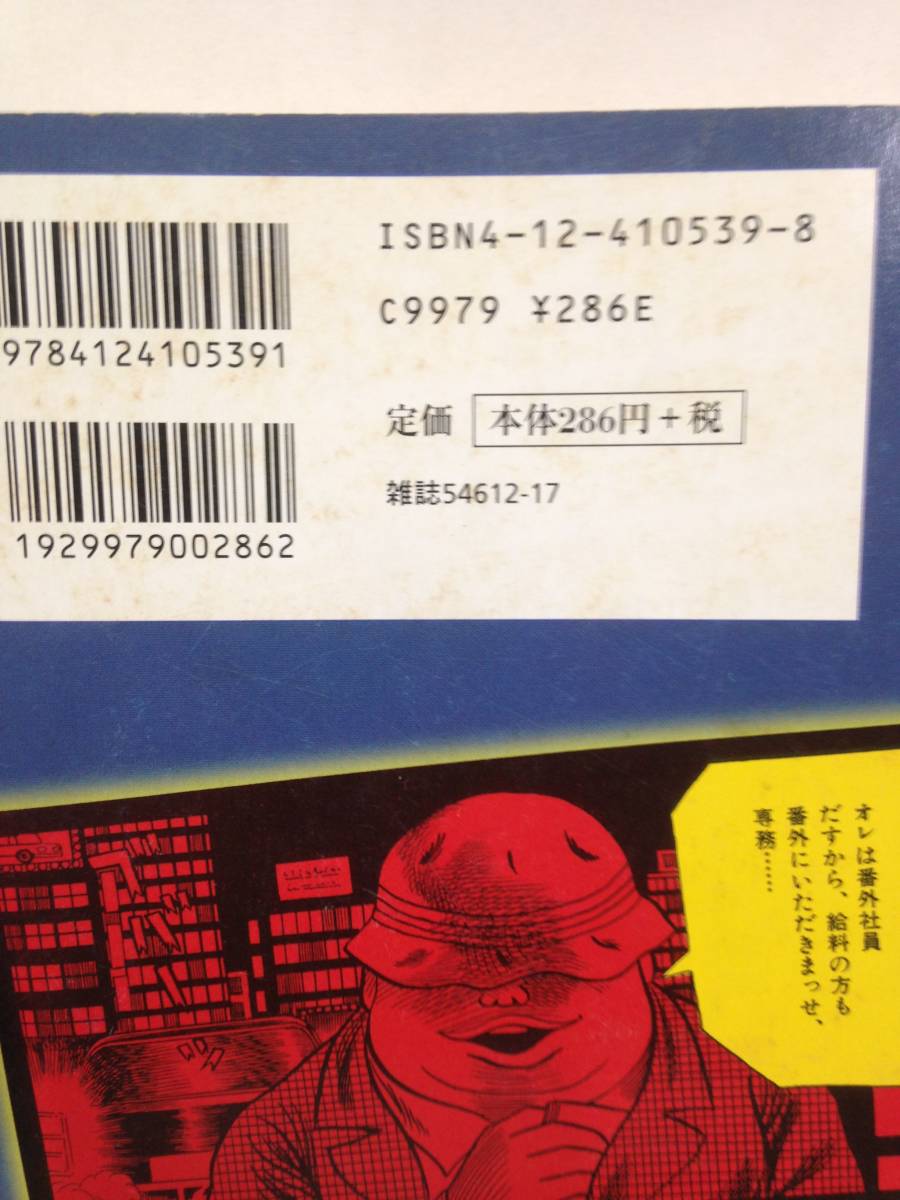 ISBN4-12-410539-8
C9979 ¥286E
9784124105391
定価 本体286円+税
雑誌54612-17
1929979002862
オレは番外社員
だすから、給料の方も
番外にいただきまっせ、
専務……